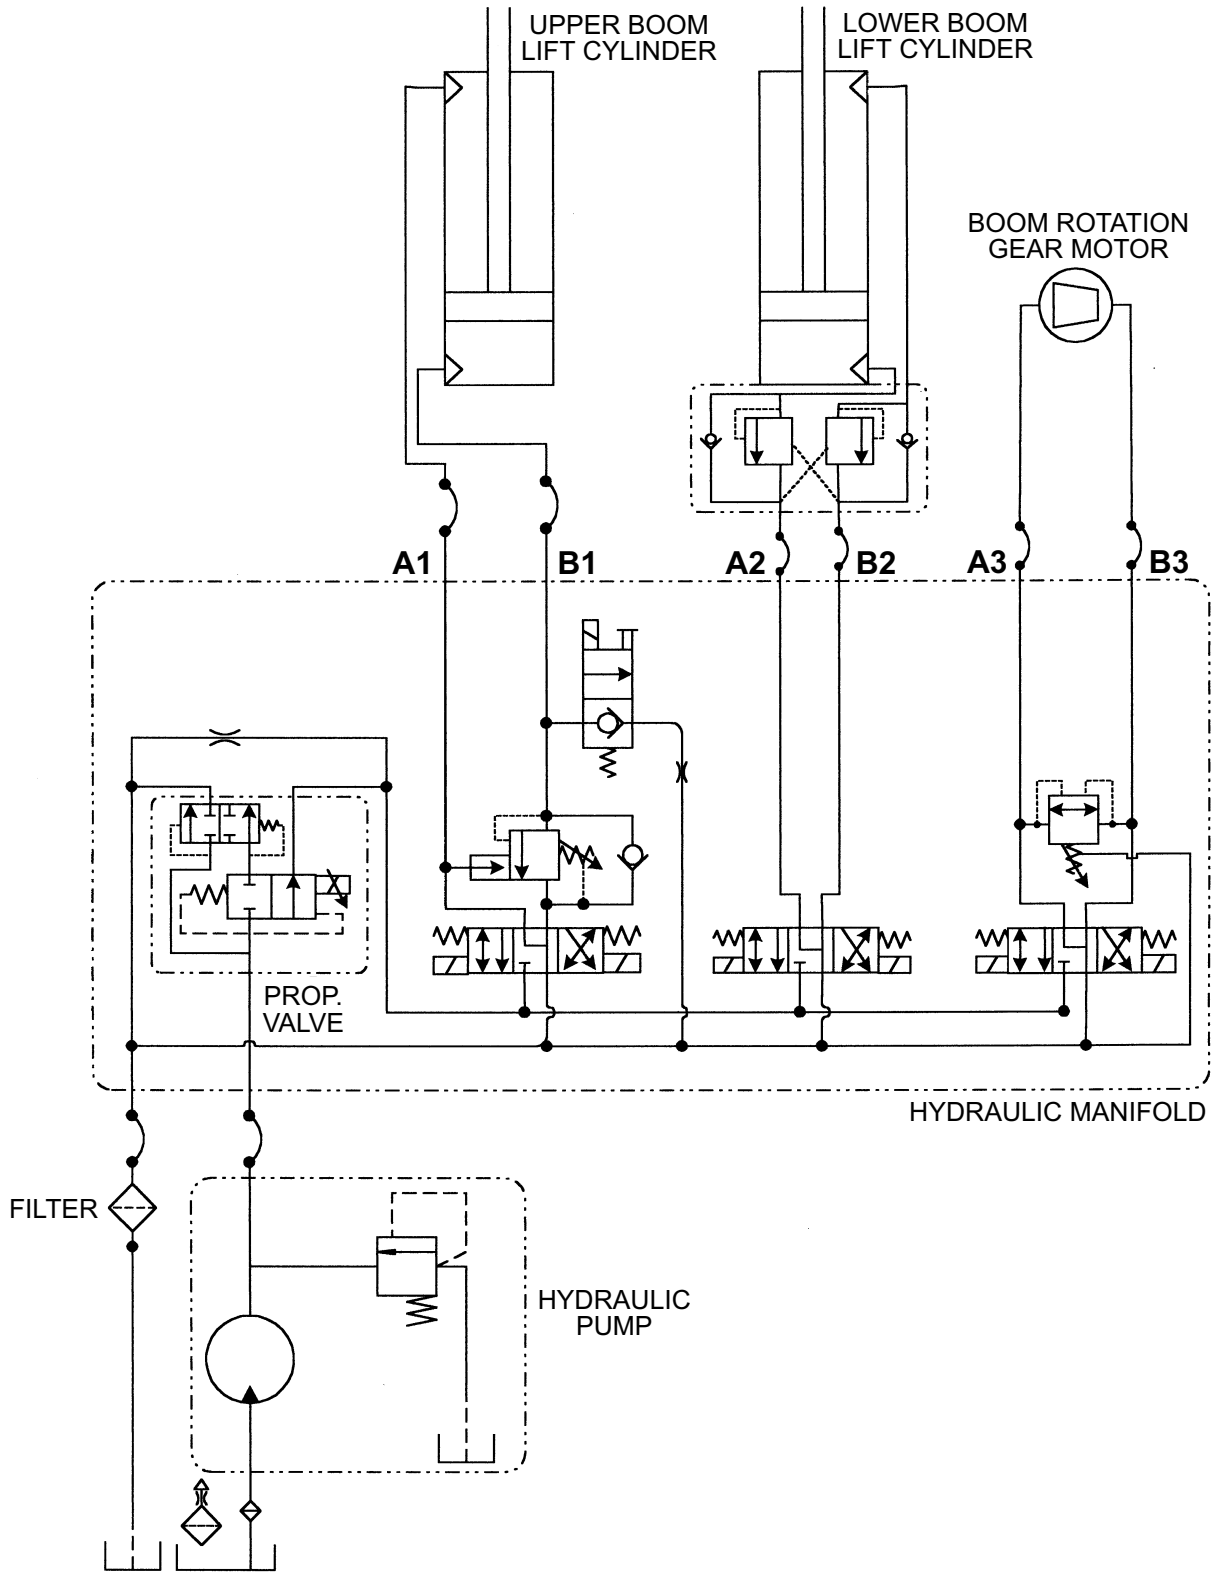 UPPER BOOM
LIFT CYLINDER
LOWER BOOM
LIFT CYLINDER
BOOM ROTATION
GEAR MOTOR
A1
B1
A2
B2
A3
B3
PROP.
VALVE
HYDRAULIC MANIFOLD
FILTER
HYDRAULIC
PUMP